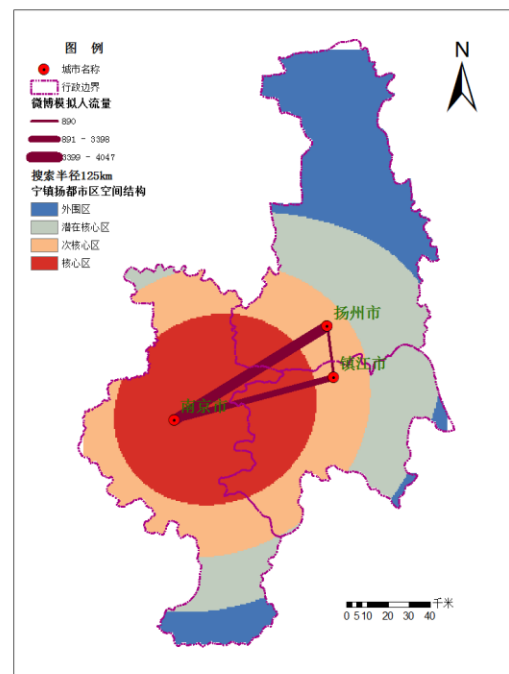 图 例
城市名称
行政边界
微博模拟人流量
890
891 - 3398
3399 - 4047
搜索半径125km
宁镇扬都市区空间结构
外围区
潜在核心区
次核心区
核心区
N
扬州市
镇江市
南京市
千米
0 5 10 20 30 40